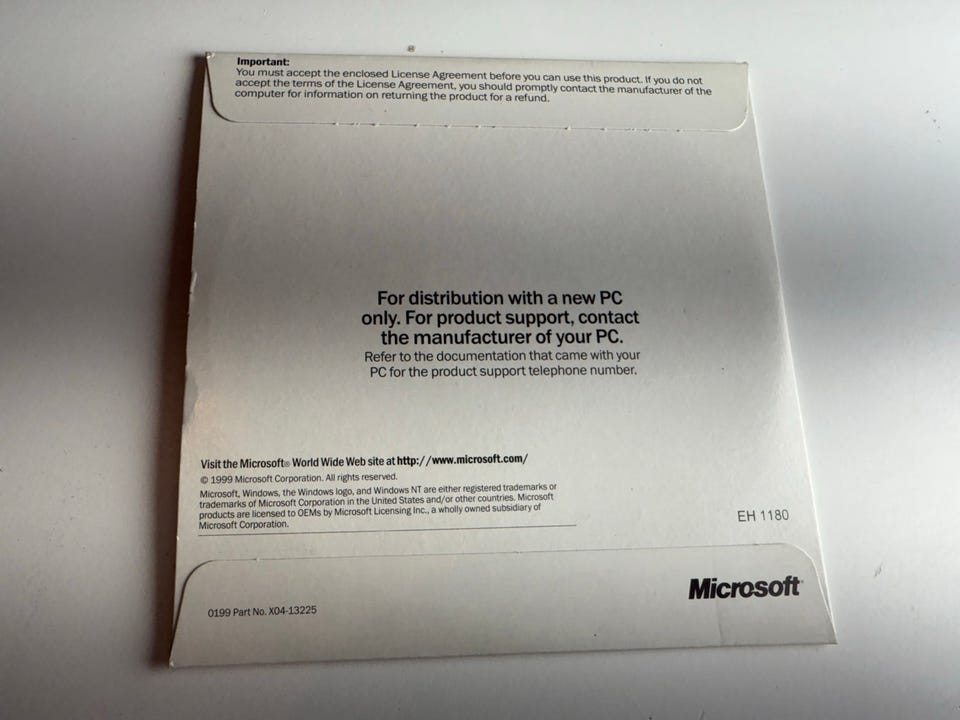 Important:
You must accept the enclosed License Agreement before you can use this product. If you do not
accept the terms of the License Agreement, you should promptly contact the manufacturer of the
computer for information on returning the product for a refund.
For distribution with a new PC
only. For product support, contact
the manufacturer of your PC.
Refer to the documentation that came with your
PC for the product support telephone number.
Visit the Microsoft® World Wide Web site at http://www.microsoft.com/
© 1999 Microsoft Corporation. All rights reserved.
Microsoft, Windows, the Windows logo, and Windows NT are either registered trademarks or
trademarks of Microsoft Corporation in the United States and/or other countries. Microsoft
products are licensed to OEMs by Microsoft Licensing Inc., a wholly owned subsidiary of
Microsoft Corporation.
EH 1180
Microsoft®
0199 Part No. X04-13225